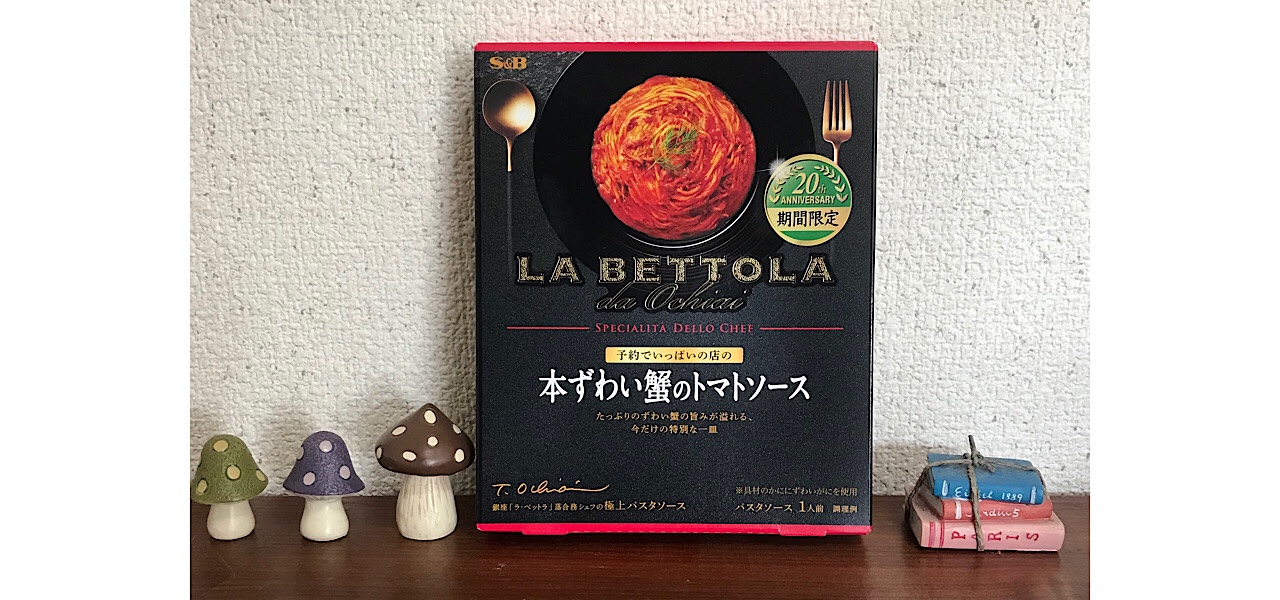 S&B
20th
ANNIVERSARY
期間限定
LA BETTOLA
da Ochiai
SPECIALITÀ DELLO CHEF
予約でいっぱいの店の
本ずわい蟹のトマトソース
たっぷりのずわい蟹の旨みが溢れる、
今だけの特別な一皿
T. Ochiai
※具材のかににずわいがにを使用
銀座「ラ・ベットラ」落合務シェフの極上パスタソース
パスタソース 1人前 調理例
1989
PARIS